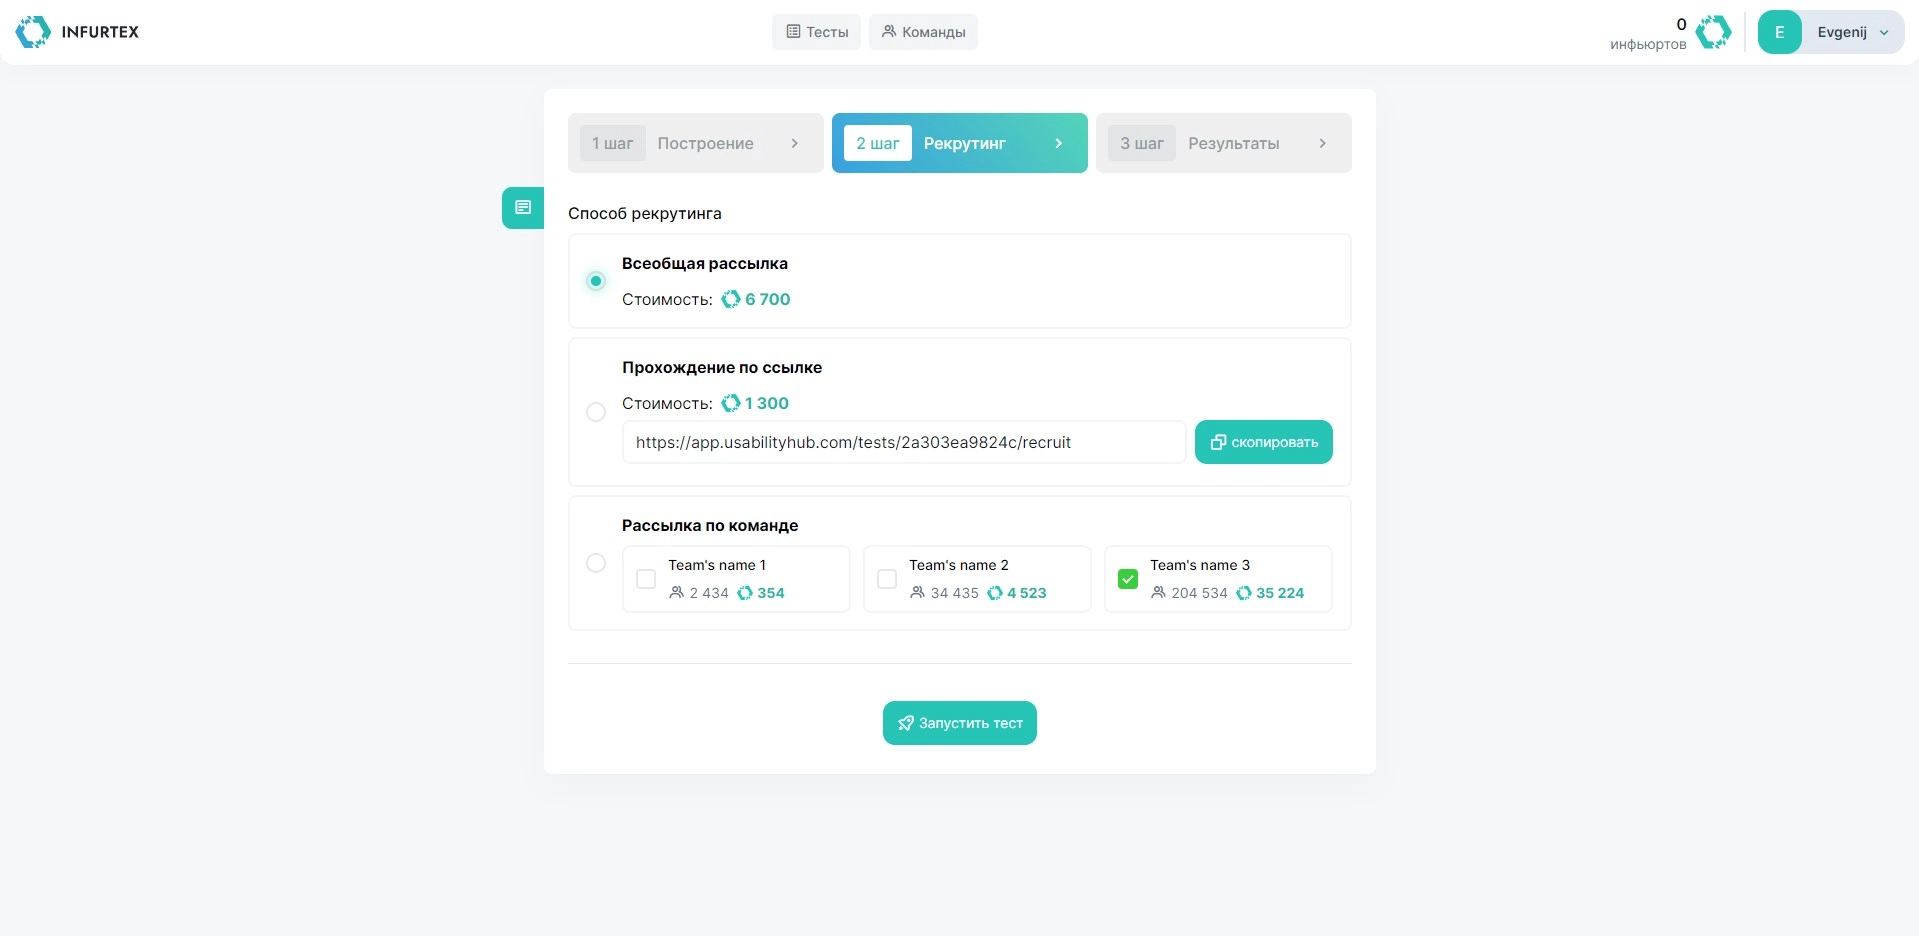 INFURTEX
Тесты
Команды
0
инфьюртов
E
Evgenij
1 шаг
Построение
2 шаг
Рекрутинг
3 шаг
Результаты
Способ рекрутинга
Всеобщая рассылка
Стоимость: 6 700
Прохождение по ссылке
Стоимость: 1 300
https://app.usabilityhub.com/tests/2a303ea9824c/recruit
скопировать
Рассылка по команде
Team's name 1
2 434 354
Team's name 2
34 435 4 523
Team's name 3
204 534 35 224
Запустить тест